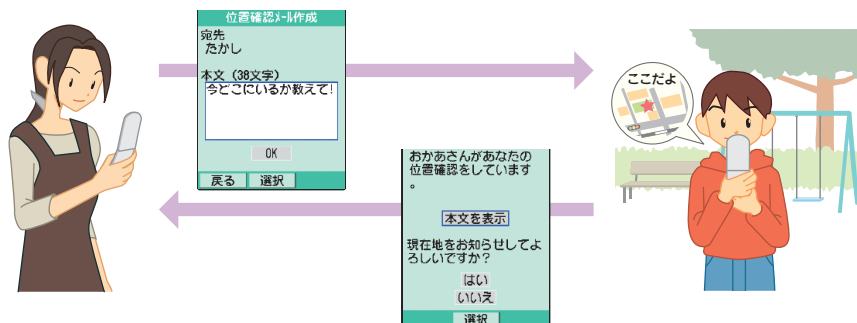 位置確認ﾒｰﾙ作成
宛先
たかし
本文（38文字）
今どこにいるか教えて!
OK
戻る 選択
ここだよ
おかあさんがあなたの
位置確認をしています
。
本文を表示
現在地をお知らせしてよ
ろしいですか？
はい
いいえ
選択